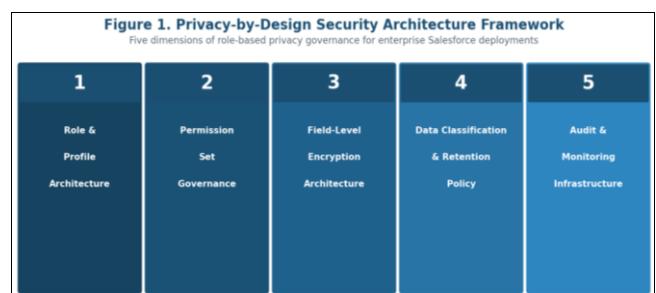 Figure 1. Privacy-by-Design Security Architecture Framework
Five dimensions of role-based privacy governance for enterprise Salesforce deployments
1
Role &
Profile
Architecture
2
Permission
Set
Governance
3
Field-Level
Encryption
Architecture
4
Data Classification
& Retention
Policy
5
Audit &
Monitoring
Infrastructure